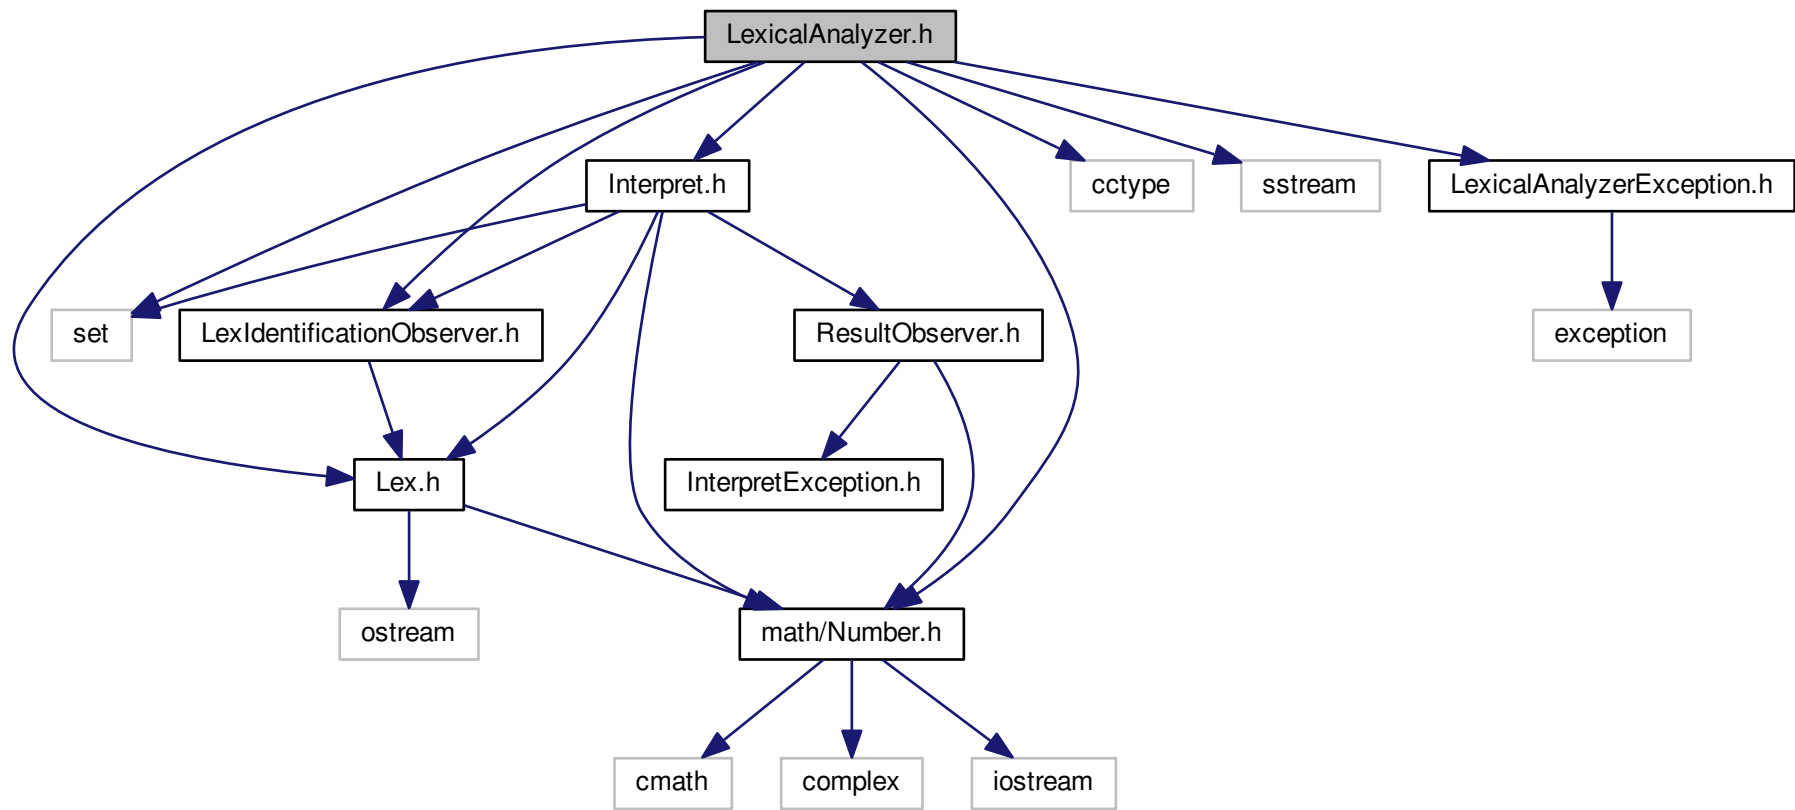 LexicalAnalyzer.h
Interpret.h
cctype
sstream
LexicalAnalyzerException.h
set
LexIdentificationObserver.h
ResultObserver.h
exception
Lex.h
InterpretException.h
ostream
math/Number.h
cmath
complex
iostream